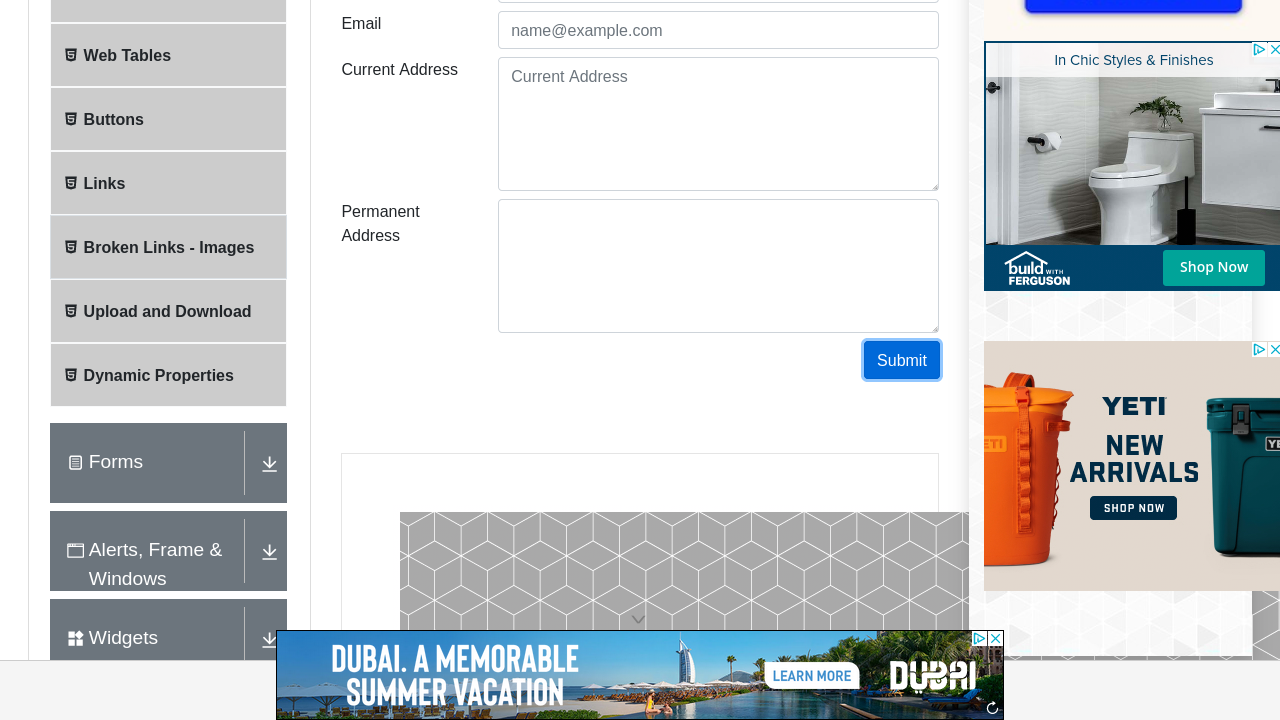 Email
name@example.com
Web Tables
Current Address
Current Address
Buttons
Links
Permanent
Address
Broken Links - Images
Upload and Download
Submit
Dynamic Properties
Forms
Alerts, Frame &
Windows
Widgets
In Chic Styles & Finishes
build WITH
FERGUSON
Shop Now
YETI
NEW
ARRIVALS
SHOP NOW
DUBAI. A MEMORABLE
SUMMER VACATION
LEARN MORE
DUBAI